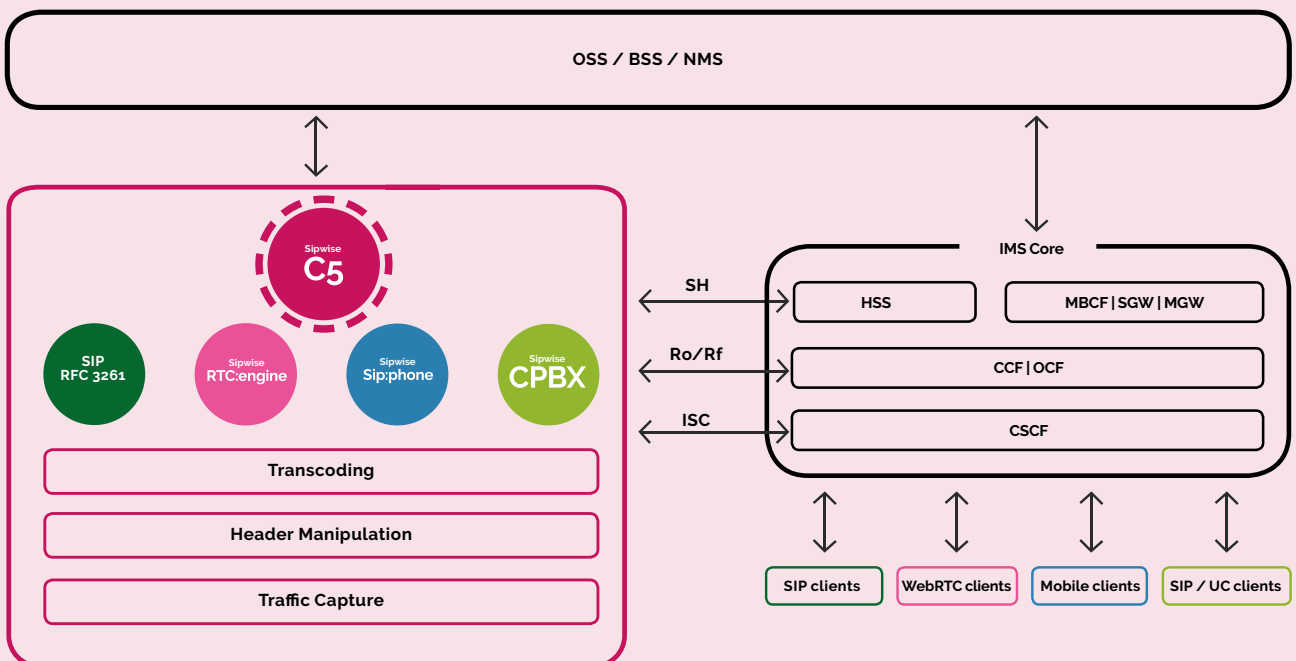 OSS / BSS / NMS
IMS Core
Sipwise
C5
SH
HSS
MBCF | SGW | MGW
SIP
RFC 3261
Sipwise
RTC:engine
Sipwise
Sip:phone
Sipwise
CPBX
Ro/Rf
CCF | OCF
ISC
CSCF
Transcoding
Header Manipulation
Traffic Capture
SIP clients
WebRTC clients
Mobile clients
SIP / UC clients